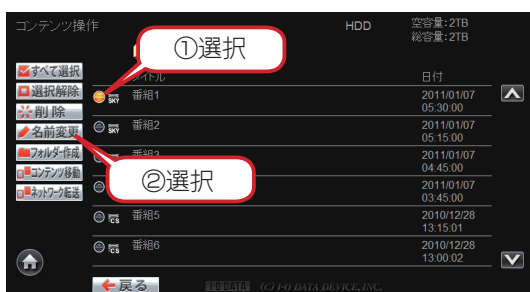 コンテンツ操作
HDD
空容量:2TB
総容量:2TB
①選択
タイトル
日付
すべて選択
選択解除
削 除
名前変更
フォルダー作成
コンテンツ移動
ネットワーク転送
SKY 番組1 2011/01/07
05:30:00
SKY 番組2 2011/01/07
05:15:00
番組3 2011/01/07
04:45:00
②選択
2011/01/07
03:45:00
CS 番組5 2010/12/28
13:15:01
CS 番組6 2010/12/28
13:00:02
戻る
I-O DATA (C) I-O DATA DEVICE, INC.